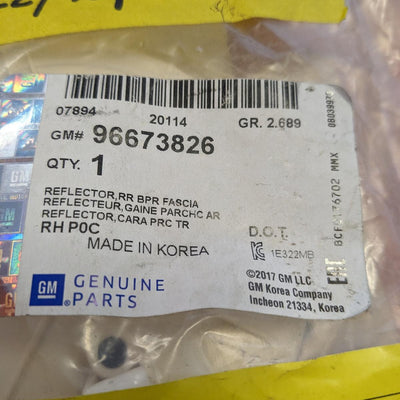 07894 20114 GR. 2.689
GM# 96673826
QTY. 1
REFLECTOR,RR BPR FASCIA
REFLECTEUR,GAINE PARCHC AR
REFLECTOR,CARA PRC TR
RH P0C
MADE IN KOREA
D.O.T.
1E322MB
GM
GENUINE
PARTS
©2017 GM LLC
GM Korea Company
Incheon 21334, Korea
EAC
GM